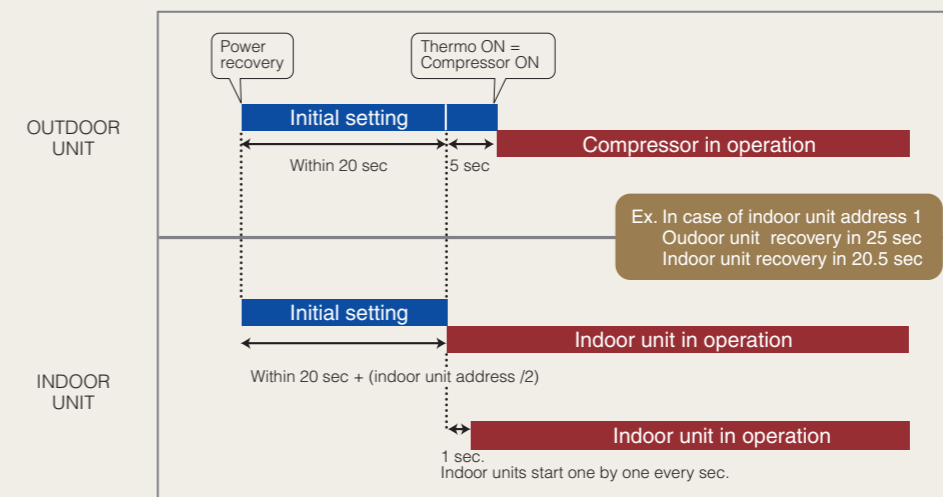 Power
recovery
Thermo ON =
Compressor ON
OUTDOOR
UNIT
Initial setting
Compressor in operation
Within 20 sec
5 sec
Ex. In case of indoor unit address 1
Oudoor unit recovery in 25 sec
Indoor unit recovery in 20.5 sec
Initial setting
Indoor unit in operation
Within 20 sec + (indoor unit address /2)
INDOOR
UNIT
Indoor unit in operation
1 sec.
Indoor units start one by one every sec.